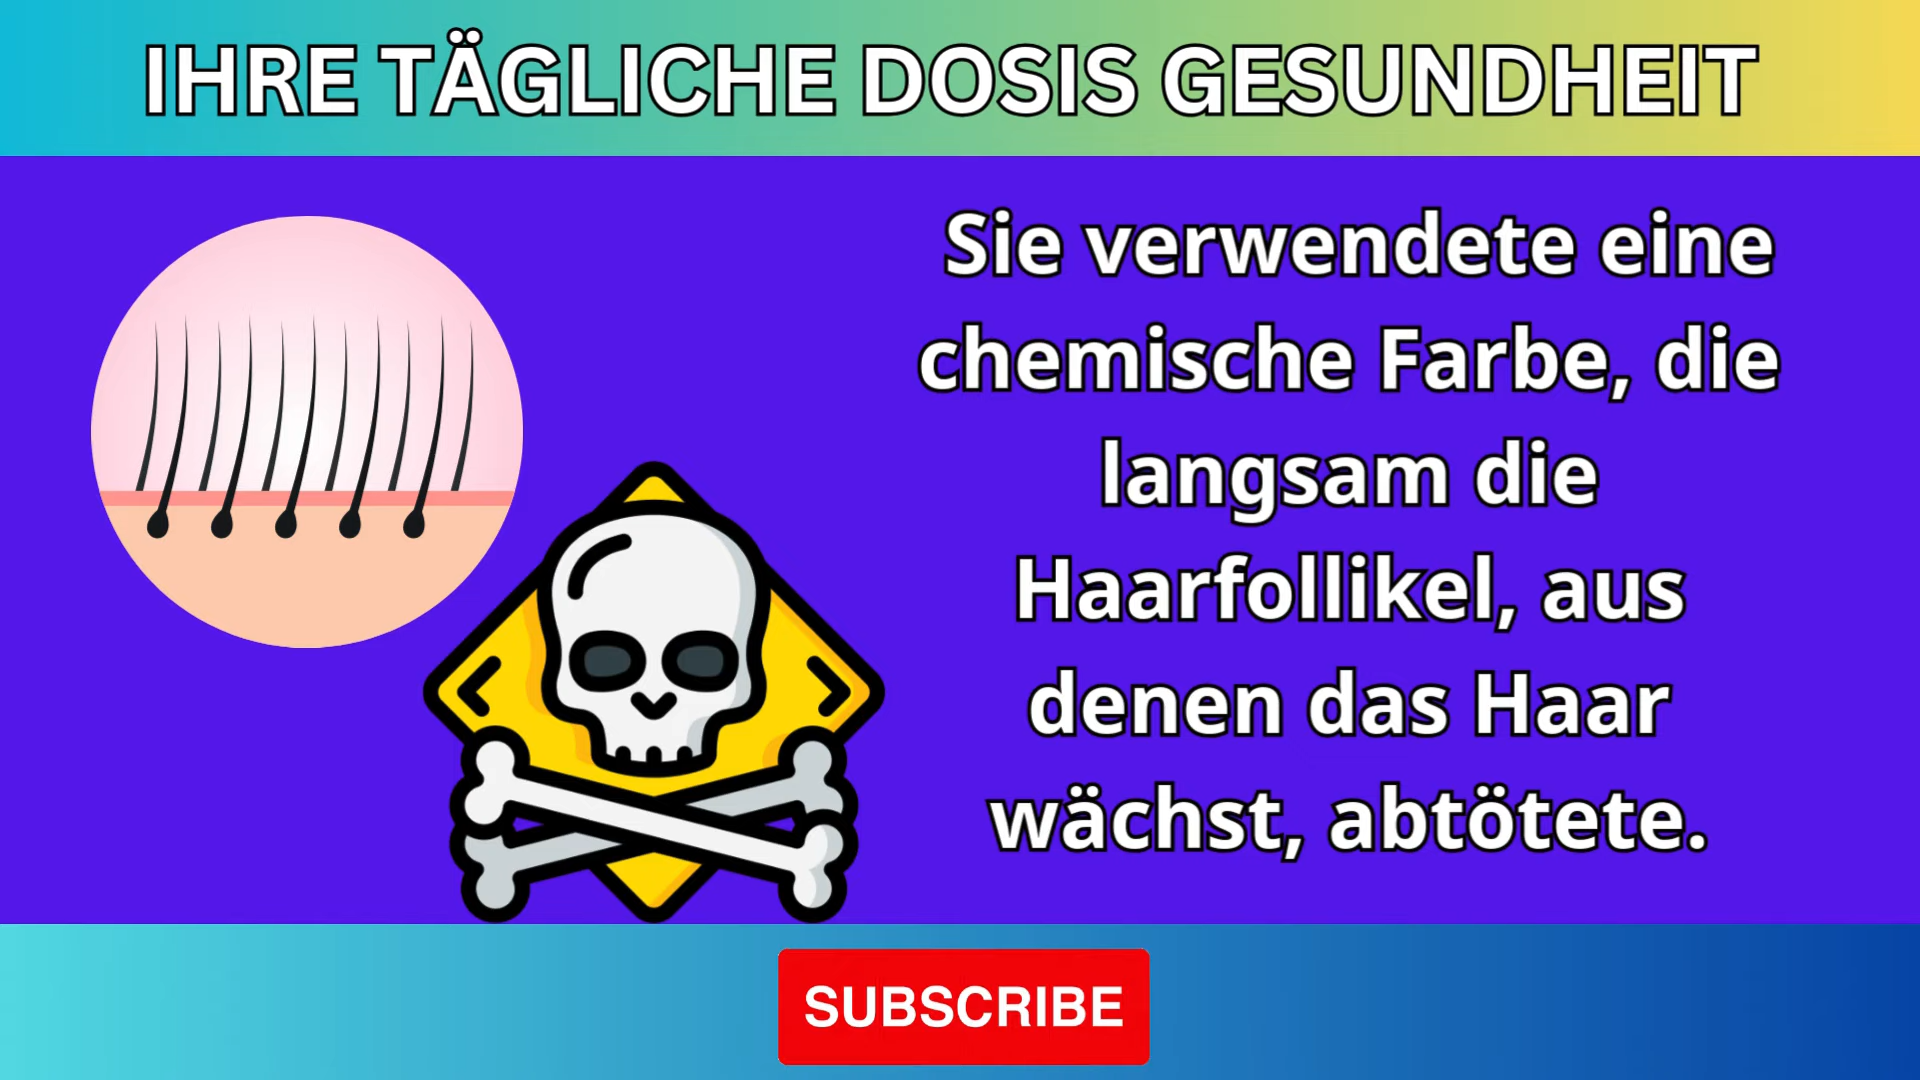 IHRE TÄGLICHE DOSIS GESUNDHEIT
Sie verwendete eine
chemische Farbe, die
langsam die
Haarfollikel, aus
denen das Haar
wächst, abtötete.
SUBSCRIBE